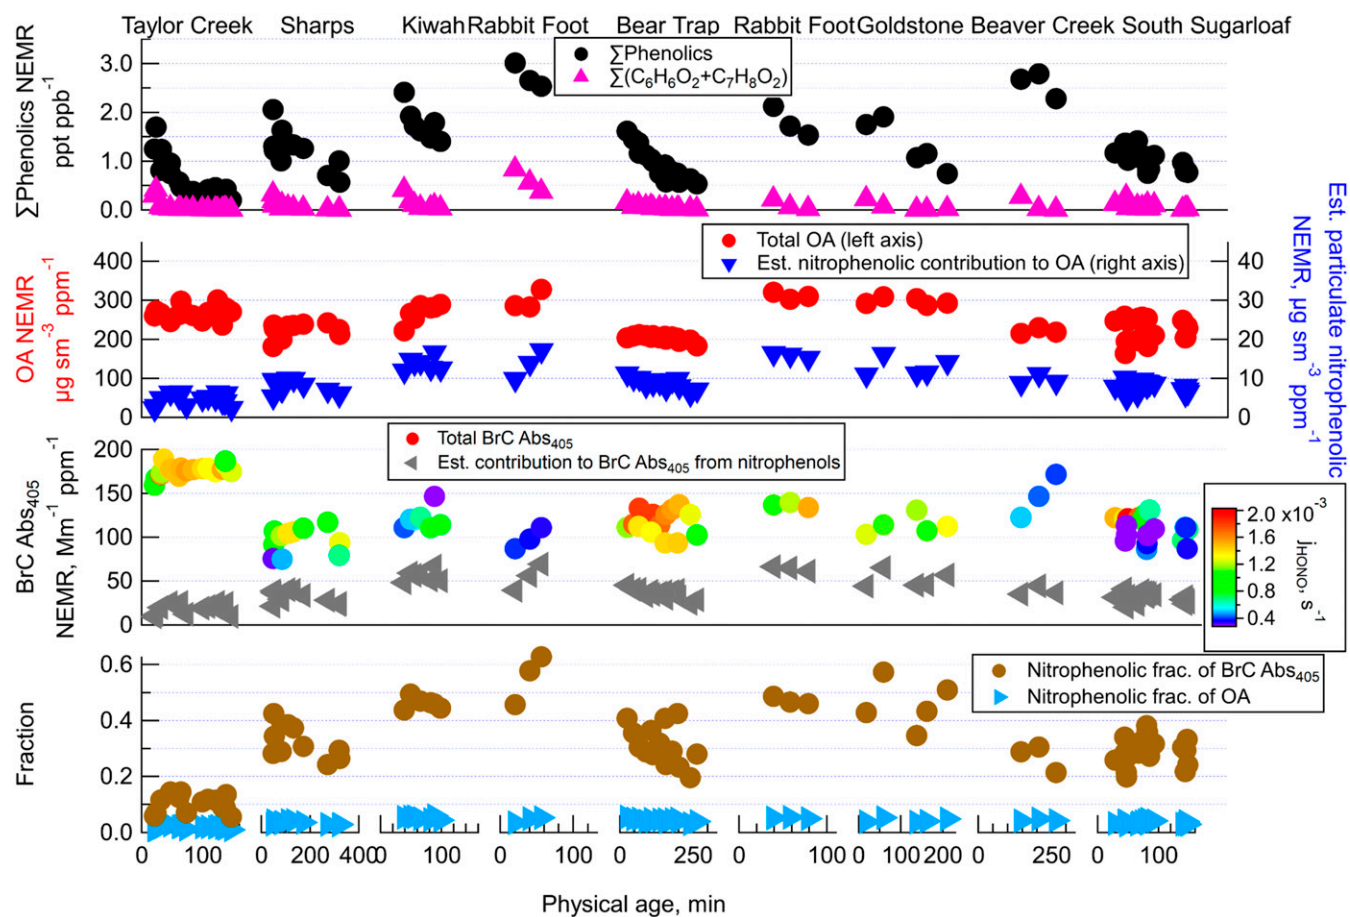 Taylor Creek Sharps Kiwah Rabbit Foot Bear Trap Rabbit Foot Goldstone Beaver Creek South Sugarloaf
∑Phenolics NEMR
ppt ppb⁻¹
3.0
2.0
1.0
0.0
∑Phenolics
∑(C₆H₆O₂+C₇H₈O₂)
OA NEMR
µg sm⁻³ ppm⁻¹
400
300
200
100
0
Total OA (left axis)
Est. nitrophenolic contribution to OA (right axis)
40
30
20
10
0
Est. particulate nitrophenolic
NEMR, µg sm⁻³ ppm⁻¹
BrC Abs₄₀₅
NEMR, Mm⁻¹ ppm⁻¹
200
150
100
50
0
Total BrC Abs₄₀₅
Est. contribution to BrC Abs₄₀₅ from nitrophenols
2.0 x10⁻³
1.6
1.2
0.8
0.4
jHONO, s⁻¹
Fraction
0.6
0.4
0.2
0.0
Nitrophenolic frac. of BrC Abs₄₀₅
Nitrophenolic frac. of OA
0 100 0 200 400 0 100 0 100 0 250 0 100 0 100 200 0 250 0 100
Physical age, min